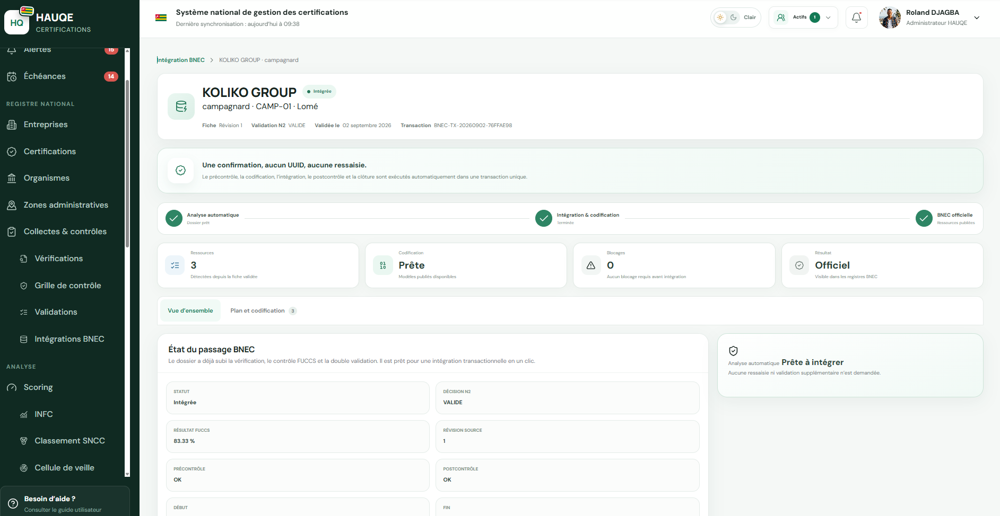 HQ
HAUQE
CERTIFICATIONS
Alertes
15
Échéances
14
REGISTRE NATIONAL
Entreprises
Certifications
Organismes
Zones administratives
Collectes & contrôles
Vérifications
Grille de contrôle
Validations
Intégrations BNEC
ANALYSE
Scoring
INFC
Classement SNCC
Cellule de veille
Besoin d’aide ?
Consulter le guide utilisateur
Système national de gestion des certifications
Dernière synchronisation : aujourd’hui à 09:38
Clair
Actifs
1
Roland DJAGBA
Administrateur HAUQE
Intégration BNEC
KOLIKO GROUP · campagnard
KOLIKO GROUP
Intégrée
campagnard · CAMP-01 · Lomé
Fiche Révision 1 Validation N2 VALIDE Validée le 02 septembre 2026 Transaction BNEC-TX-20260902-76FFAE98
Une confirmation, aucun UUID, aucune ressaisie.
Le précontrôle, la codification, l’intégration, le postcontrôle et la clôture sont exécutés automatiquement dans une transaction unique.
Analyse automatique
Dossier prêt
Intégration & codification
Terminée
BNEC officielle
Ressources publiées
Ressources
3
Détectées depuis la fiche validée
Codification
01
10
Prête
Modèles publiés disponibles
Blocages
0
Aucun blocage requis avant intégration
Résultat
Officiel
Visible dans les registres BNEC
Vue d’ensemble
Plan et codification 3
État du passage BNEC
Le dossier a déjà subi la vérification, le contrôle FUCCS et la double validation. Il est prêt pour une intégration transactionnelle en un clic.
STATUT
Intégrée
DÉCISION N2
VALIDE
RÉSULTAT FUCCS
83.33 %
RÉVISION SOURCE
1
PRÉCONTRÔLE
OK
POSTCONTRÔLE
OK
DÉBUT
FIN
Analyse automatique Prête à intégrer
Aucune ressaisie ni validation supplémentaire n’est demandée.